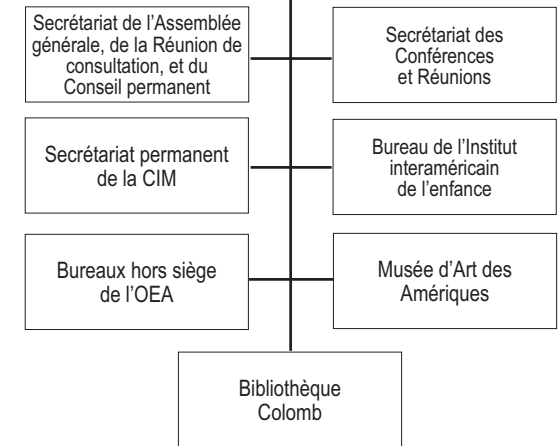 Secrétariat de l'Assemblée
générale, de la Réunion de
consultation, et du
Conseil permanent
Secrétariat des
Conférences
et Réunions
Secrétariat permanent
de la CIM
Bureau de l'Institut
interaméricain
de l'enfance
Bureaux hors siège
de l'OEA
Musée d'Art des
Amériques
Bibliothèque
Colomb